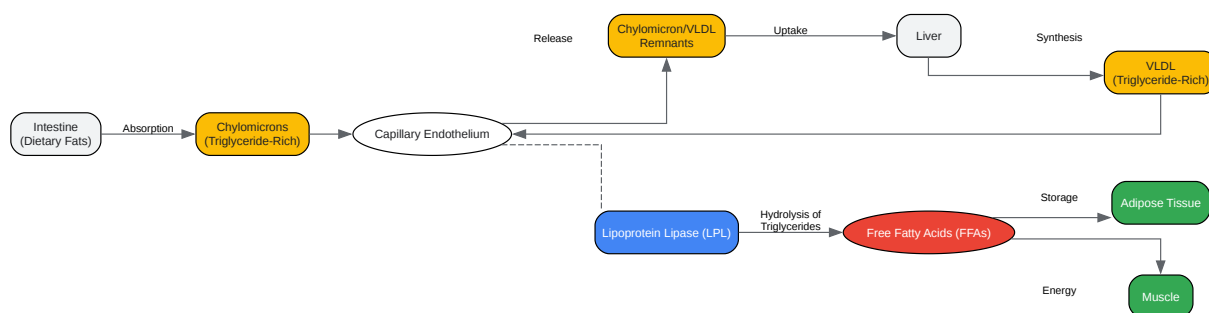 Release
Chylomicron/VLDL
Remnants
Uptake
Liver
Synthesis
VLDL
(Triglyceride-Rich)
Intestine
(Dietary Fats)
Absorption
Chylomicrons
(Triglyceride-Rich)
Capillary Endothelium
Lipoprotein Lipase (LPL)
Hydrolysis of
Triglycerides
Free Fatty Acids (FFAs)
Storage
Adipose Tissue
Energy
Muscle